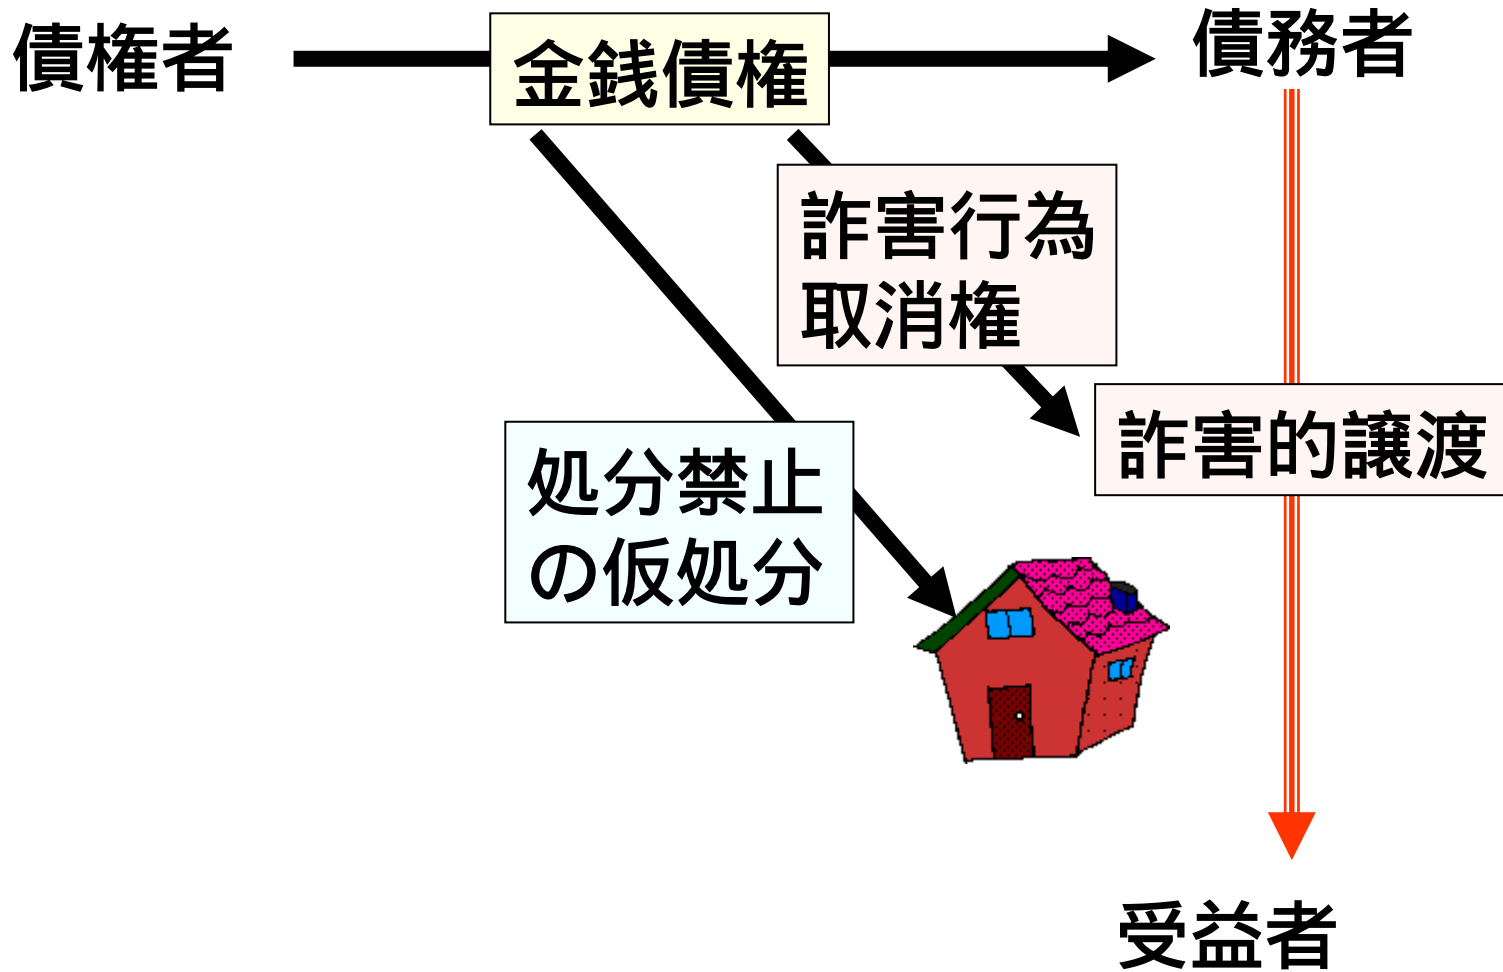 債権者
金銭債権
債務者
詐害行為
取消権
詐害的譲渡
処分禁止
の仮処分
受益者